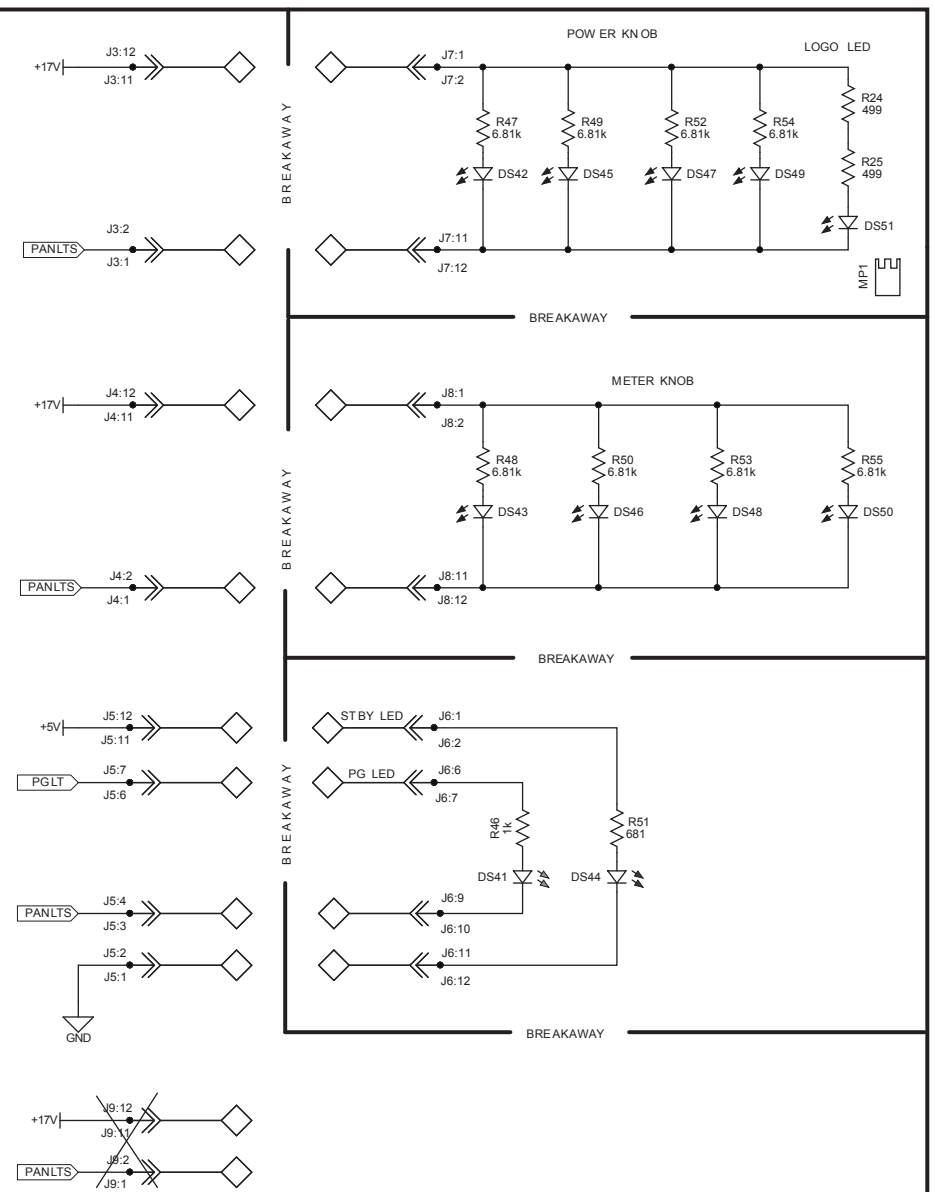 POWER KNOB
LOGO LED
+17V
J3:12
J3:11
J7:1
J7:2
R24
499
R47
6.81k
R49
6.81k
R52
6.81k
R54
6.81k
R25
499
DS42
DS45
DS47
DS49
DS51
BREAKAWAY
PANLTS
J3:2
J3:1
J7:11
J7:12
MP1
BREAKAWAY
METER KNOB
+17V
J4:12
J4:11
J8:1
J8:2
R48
6.81k
R50
6.81k
R53
6.81k
R55
6.81k
DS43
DS46
DS48
DS50
BREAKAWAY
PANLTS
J4:2
J4:1
J8:11
J8:12
BREAKAWAY
+5V
J5:12
J5:11
STBY LED
J6:1
J6:2
PGLT
J5:7
J5:6
PG LED
J6:6
J6:7
BREAKAWAY
R46
1k
R51
681
DS41
DS44
PANLTS
J5:4
J5:3
J6:9
J6:10
J5:2
J5:1
J6:11
J6:12
GND
BREAKAWAY
+17V
J9:12
J9:11
PANLTS
J9:2
J9:1